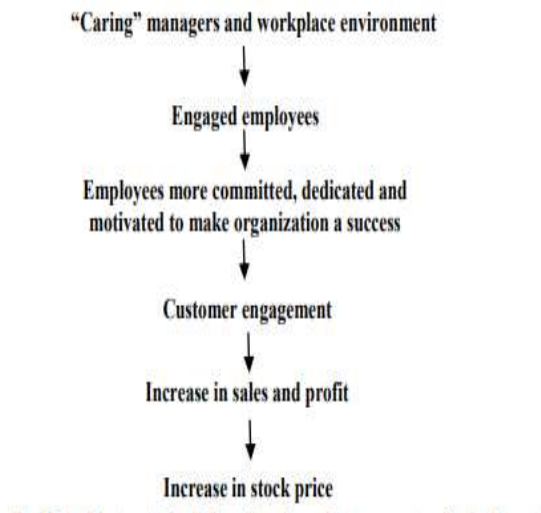 “Caring” managers and workplace environment
Engaged employees
Employees more committed, dedicated and
motivated to make organization a success
Customer engagement
Increase in sales and profit
Increase in stock price